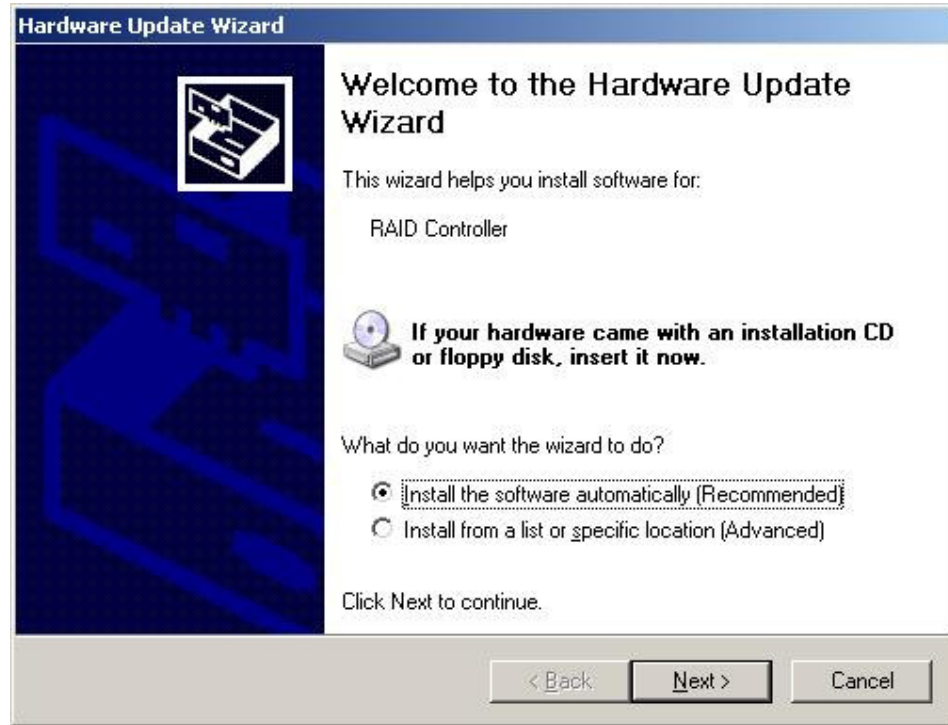 Hardware Update Wizard
Welcome to the Hardware Update
Wizard
This wizard helps you install software for:
RAID Controller
If your hardware came with an installation CD
or floppy disk, insert it now.
What do you want the wizard to do?
Install the software automatically (Recommended)
Install from a list or specific location (Advanced)
Click Next to continue.
< Back Next > Cancel